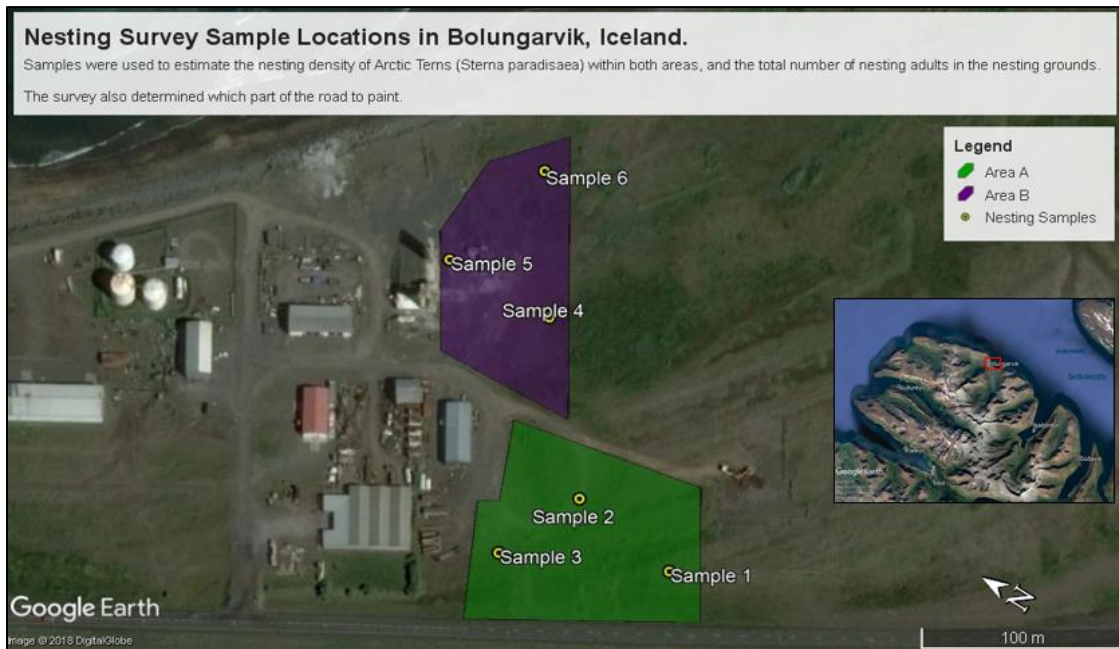 Nesting Survey Sample Locations in Bolungarvik, Iceland.
Samples were used to estimate the nesting density of Arctic Terns (Sterna paradisaea) within both areas, and the total number of nesting adults in the nesting grounds.
The survey also determined which part of the road to paint.
Legend
Area A
Area B
Nesting Samples
Sample 6
Sample 5
Sample 4
Sample 2
Sample 3
Sample 1
Bolungarvik
Google Earth
N
Google Earth
Image © 2018 DigitalGlobe
100 m